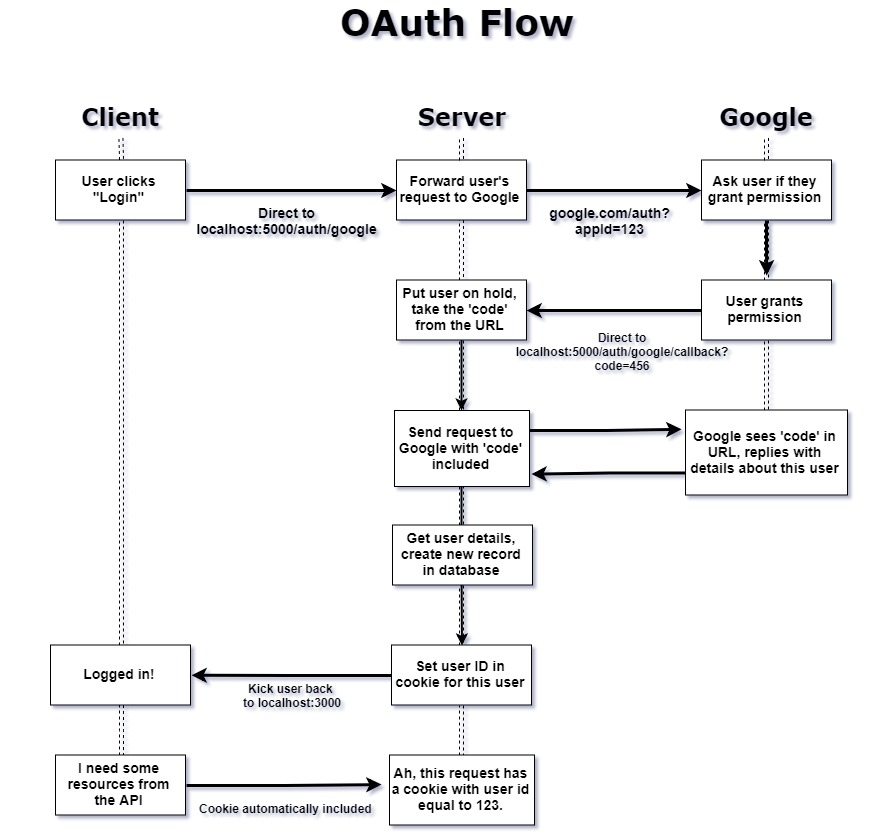 OAuth Flow
Client
Server
Google
User clicks
"Login"
Direct to
localhost:5000/auth/google
Forward user's
request to Google
google.com/auth?
appId=123
Ask user if they
grant permission
User grants
permission
Direct to
localhost:5000/auth/google/callback?
code=456
Put user on hold,
take the 'code'
from the URL
Send request to
Google with 'code'
included
Google sees 'code' in
URL, replies with
details about this user
Get user details,
create new record
in database
Set user ID in
cookie for this user
Kick user back
to localhost:3000
Logged in!
I need some
resources from
the API
Cookie automatically included
Ah, this request has
a cookie with user id
equal to 123.